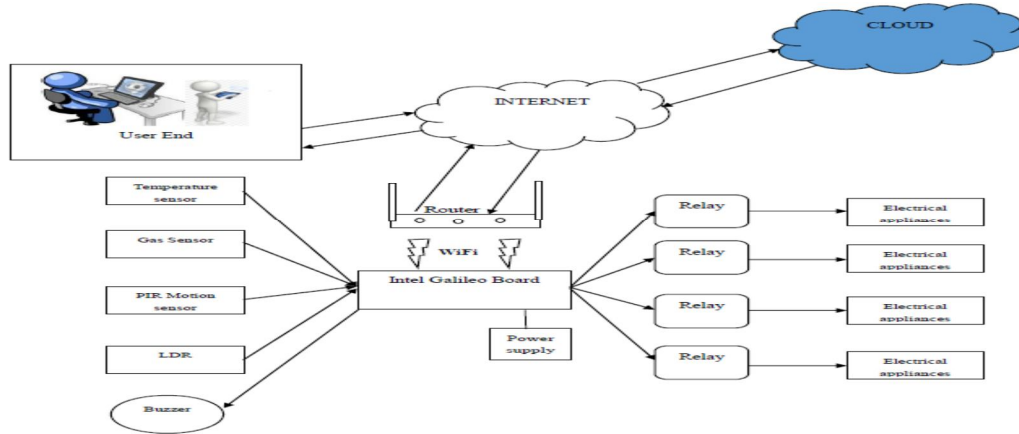 CLOUD
INTERNET
User End
Temperature
sensor
Gas Sensor
PIR Motion
sensor
LDR
Buzzer
Router
WiFi
Intel Galileo Board
Power
supply
Relay
Electrical
appliances
Relay
Electrical
appliances
Relay
Electrical
appliances
Relay
Electrical
appliances